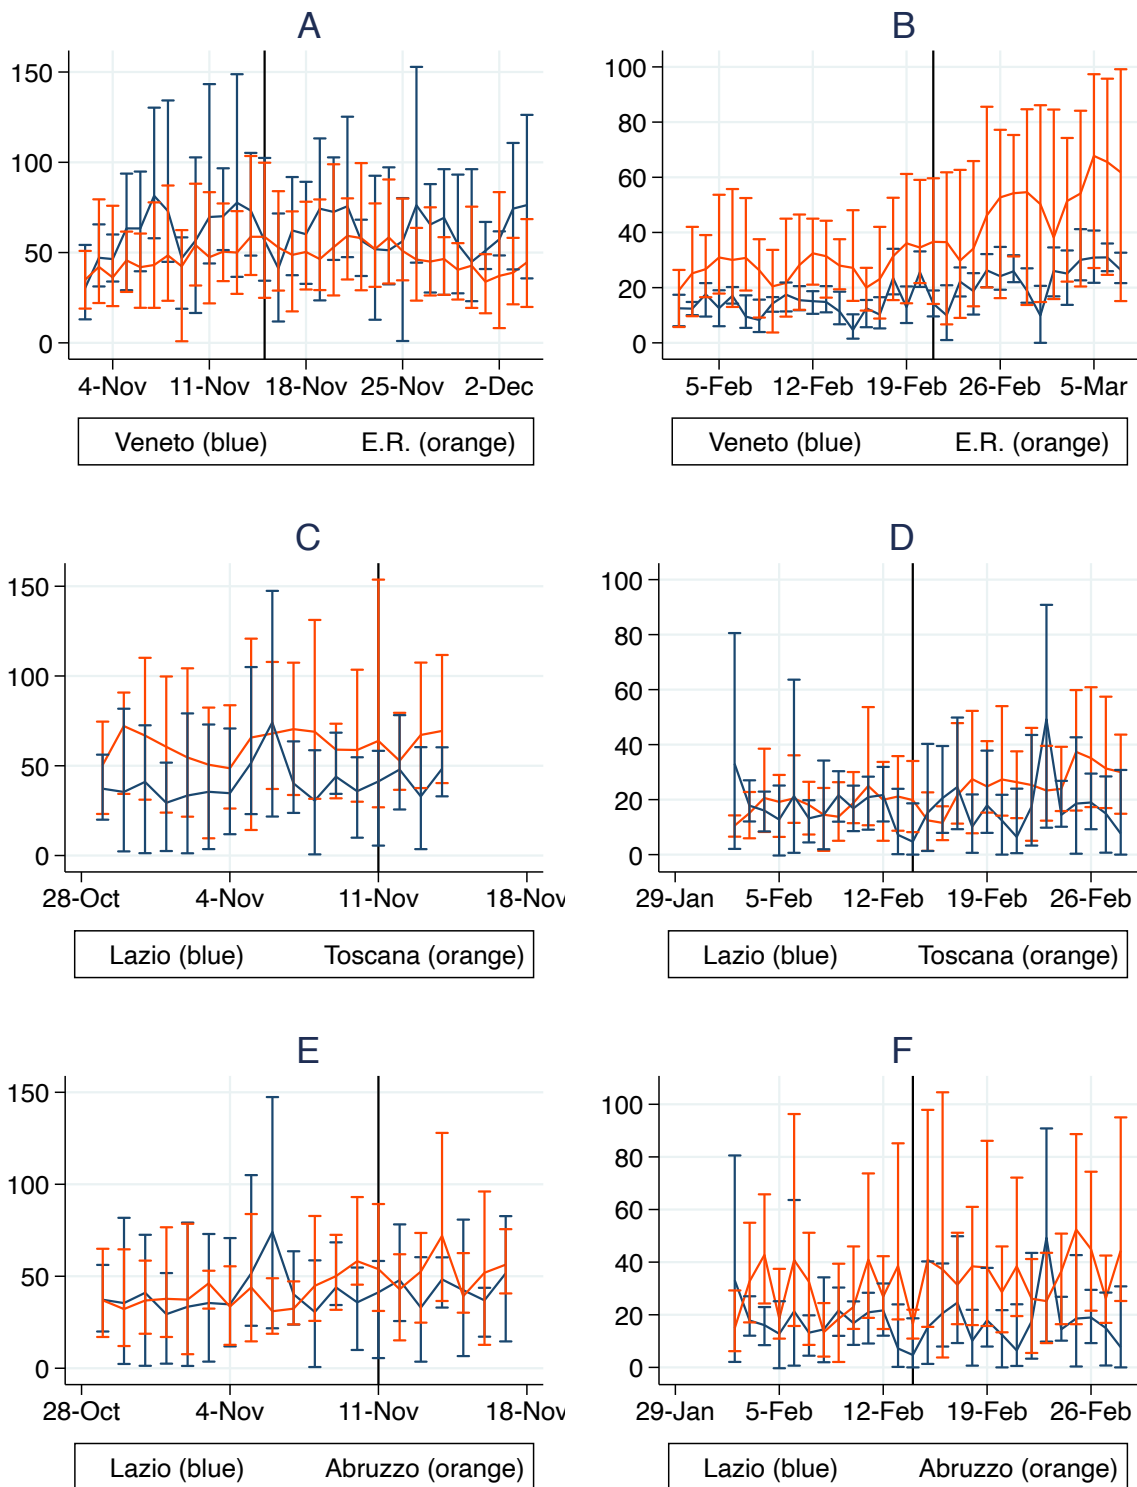 A
150
100
50
0
4-Nov 11-Nov 18-Nov 25-Nov 2-Dec
Veneto (blue) E.R. (orange)
B
100
80
60
40
20
0
5-Feb 12-Feb 19-Feb 26-Feb 5-Mar
Veneto (blue) E.R. (orange)
C
150
100
50
0
28-Oct 4-Nov 11-Nov 18-Nov
Lazio (blue) Toscana (orange)
D
100
80
60
40
20
0
29-Jan 5-Feb 12-Feb 19-Feb 26-Feb
Lazio (blue) Toscana (orange)
E
150
100
50
0
28-Oct 4-Nov 11-Nov 18-Nov
Lazio (blue) Abruzzo (orange)
F
100
80
60
40
20
0
29-Jan 5-Feb 12-Feb 19-Feb 26-Feb
Lazio (blue) Abruzzo (orange)